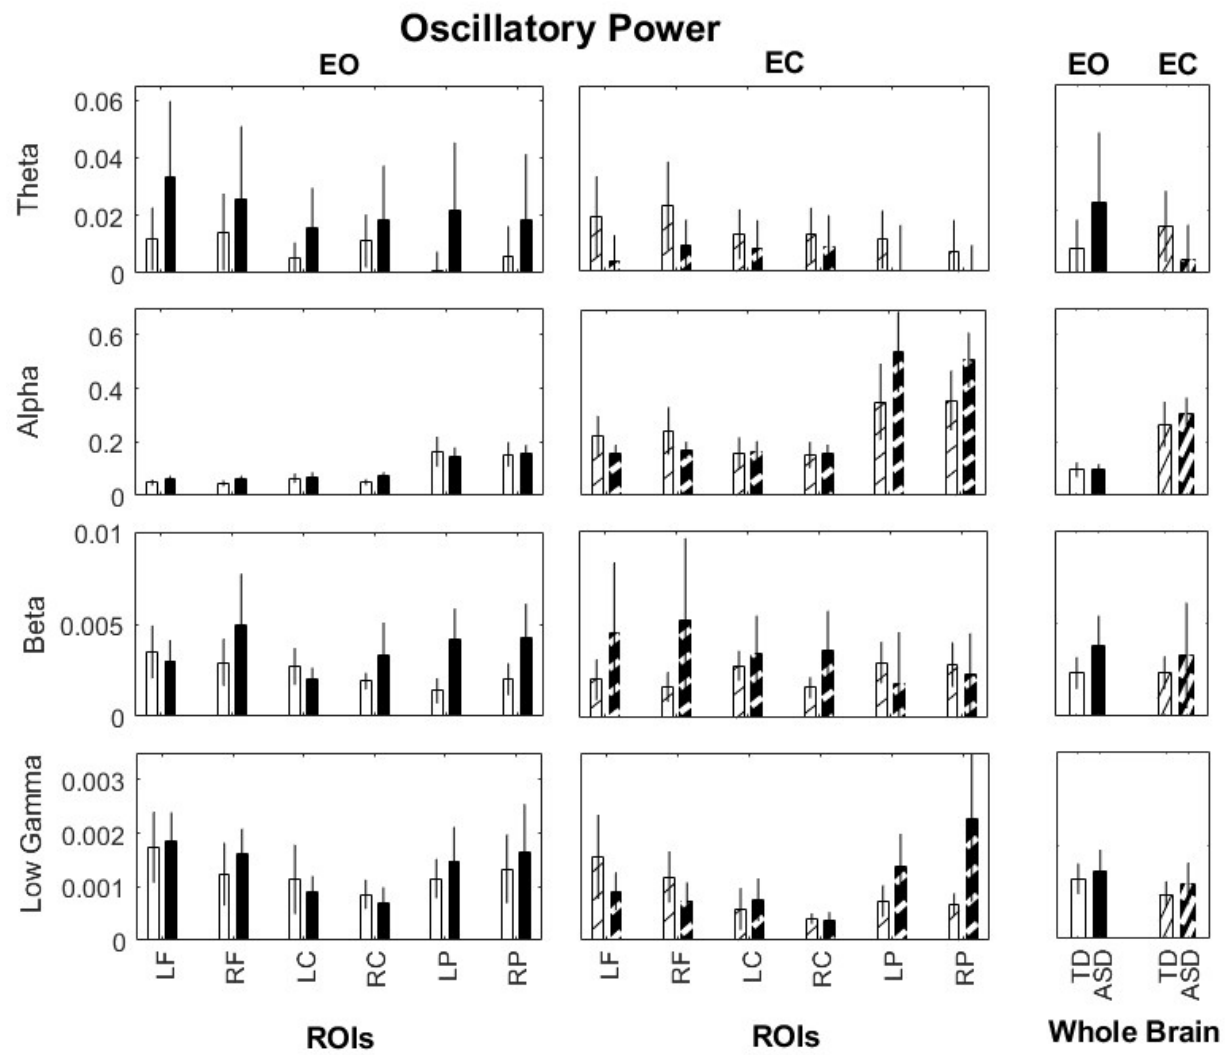 Oscillatory Power
EO
EC
EO EC
Theta
0.06
0.04
0.02
0
Alpha
0.6
0.4
0.2
0
Beta
0.01
0.005
0
Low Gamma
0.003
0.002
0.001
0
LF RF LC RC LP RP
LF RF LC RC LP RP
TD ASD TD ASD
ROIs
ROIs
Whole Brain